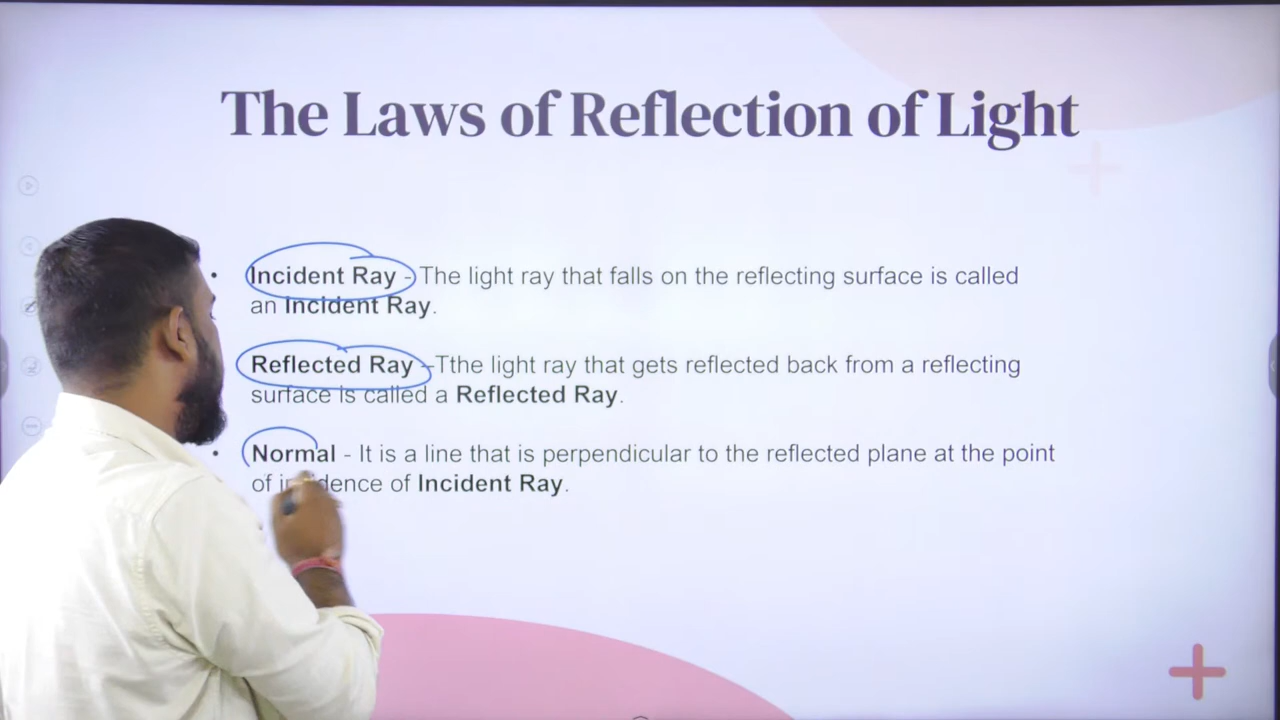 The Laws of Reflection of Light
• Incident Ray - The light ray that falls on the reflecting surface is called
an Incident Ray.
Reflected Ray -Tthe light ray that gets reflected back from a reflecting
surface is called a Reflected Ray.
• Normal - It is a line that is perpendicular to the reflected plane at the point
of incidence of Incident Ray.